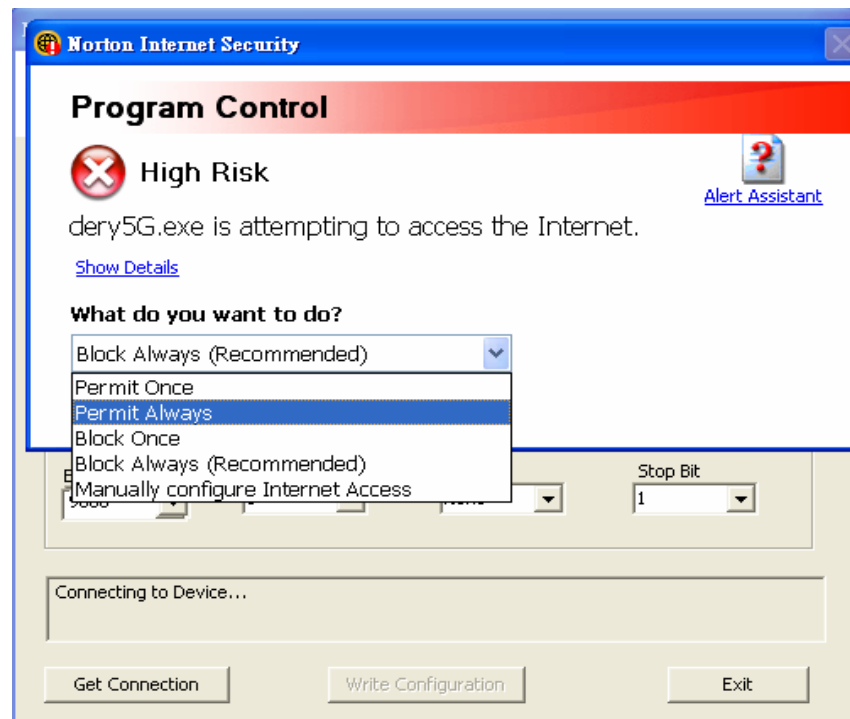 Norton Internet Security
Program Control
High Risk
Alert Assistant
dery5G.exe is attempting to access the Internet.
Show Details
What do you want to do?
Block Always (Recommended)
Permit Once
Permit Always
Block Once
Block Always (Recommended)
Manually configure Internet Access
Stop Bit
1
Connecting to Device...
Get Connection
Write Configuration
Exit